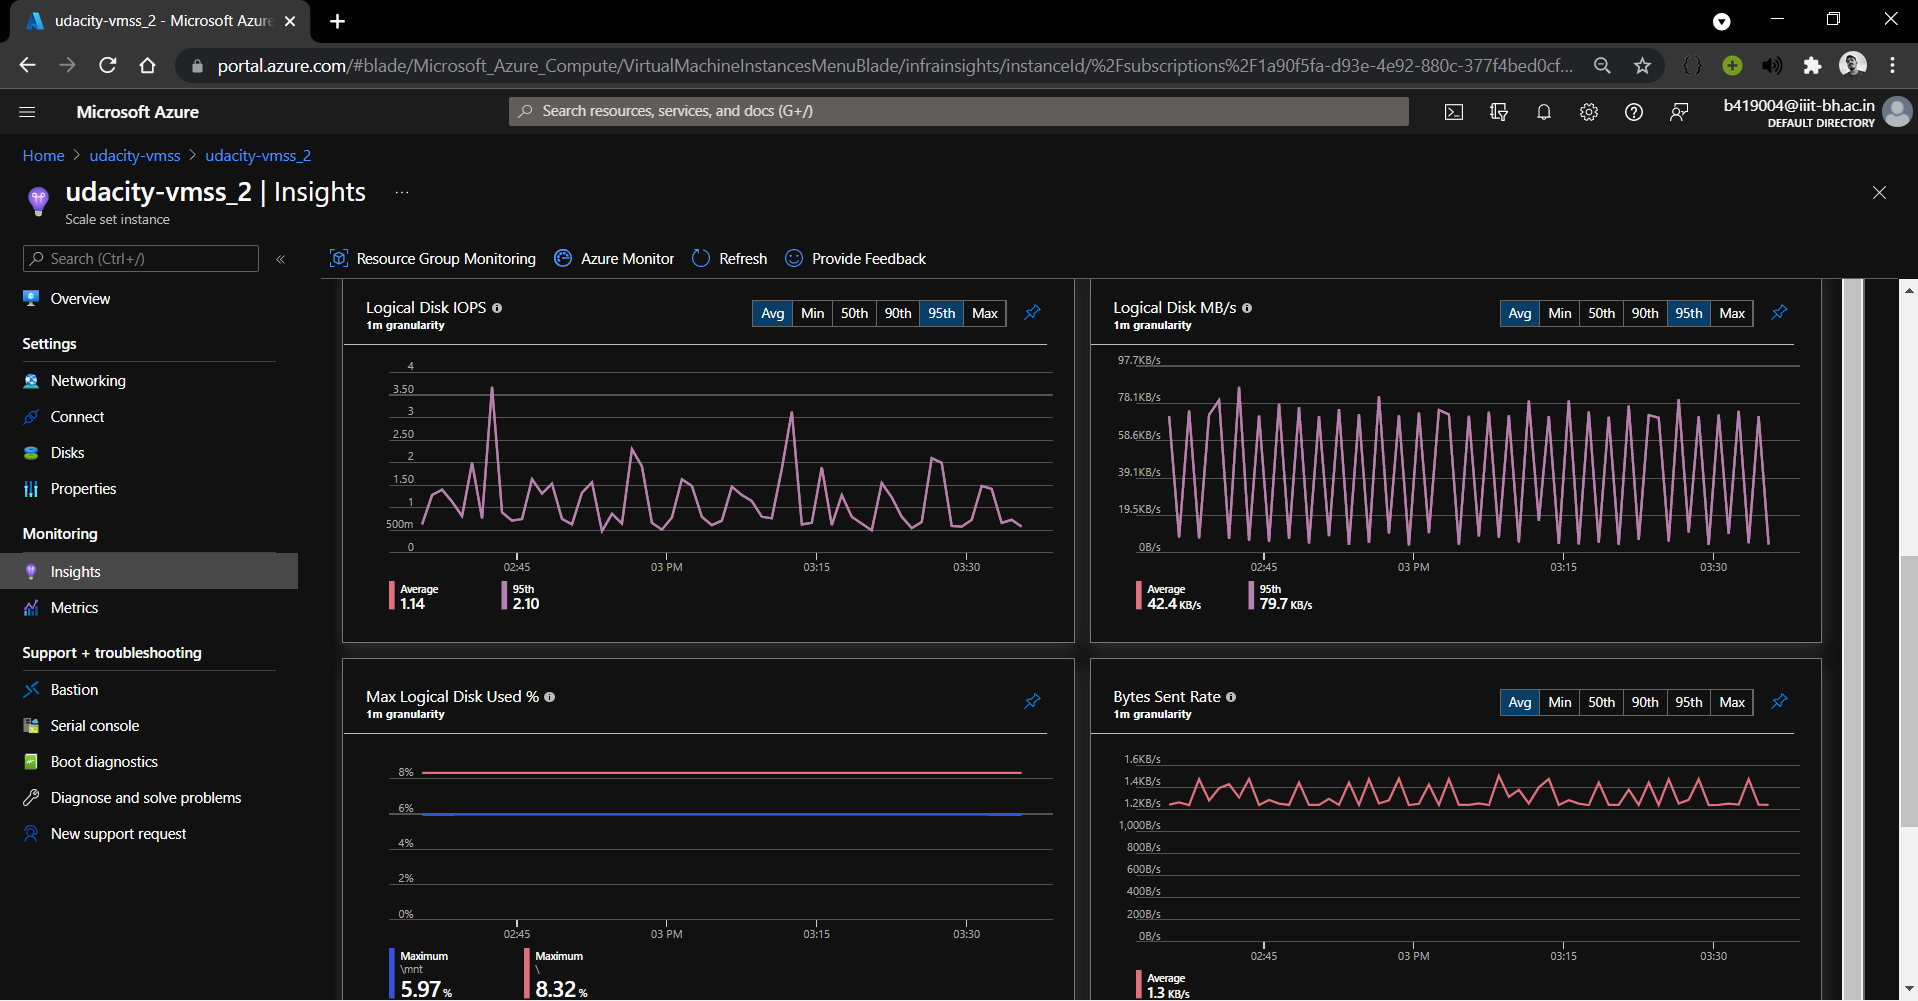 udacity-vmss_2 - Microsoft Azure
portal.azure.com/#blade/Microsoft_Azure_Compute/VirtualMachineInstancesMenuBlade/infrainsights/instanceId/%2Fsubscriptions%2F1a90f5fa-d93e-4e92-880c-377f4bed0cf...
Microsoft Azure
Search resources, services, and docs (G+/)
b419004@iiit-bh.ac.in
DEFAULT DIRECTORY
Home > udacity-vmss > udacity-vmss_2
udacity-vmss_2 | Insights ...
Scale set instance
Search (Ctrl+/) «
Resource Group Monitoring Azure Monitor Refresh Provide Feedback
Overview
Settings
Networking
Connect
Disks
Properties
Monitoring
Insights
Metrics
Support + troubleshooting
Bastion
Serial console
Boot diagnostics
Diagnose and solve problems
New support request
Logical Disk IOPS
1m granularity
Avg Min 50th 90th 95th Max
4
3.50
3
2.50
2
1.50
1
500m
0
02:45 03 PM 03:15 03:30
Average 95th
1.14 2.10
Logical Disk MB/s
1m granularity
Avg Min 50th 90th 95th Max
97.7KB/s
78.1KB/s
58.6KB/s
39.1KB/s
19.5KB/s
0B/s
02:45 03 PM 03:15 03:30
Average 95th
42.4 KB/s 79.7 KB/s
Max Logical Disk Used %
1m granularity
8%
6%
4%
2%
0%
02:45 03 PM 03:15 03:30
Maximum Maximum
\mnt \
5.97 % 8.32 %
Bytes Sent Rate
1m granularity
Avg Min 50th 90th 95th Max
1.6KB/s
1.4KB/s
1.2KB/s
1,000B/s
800B/s
600B/s
400B/s
200B/s
0B/s
02:45 03 PM 03:15 03:30
Average
1.3 KB/s